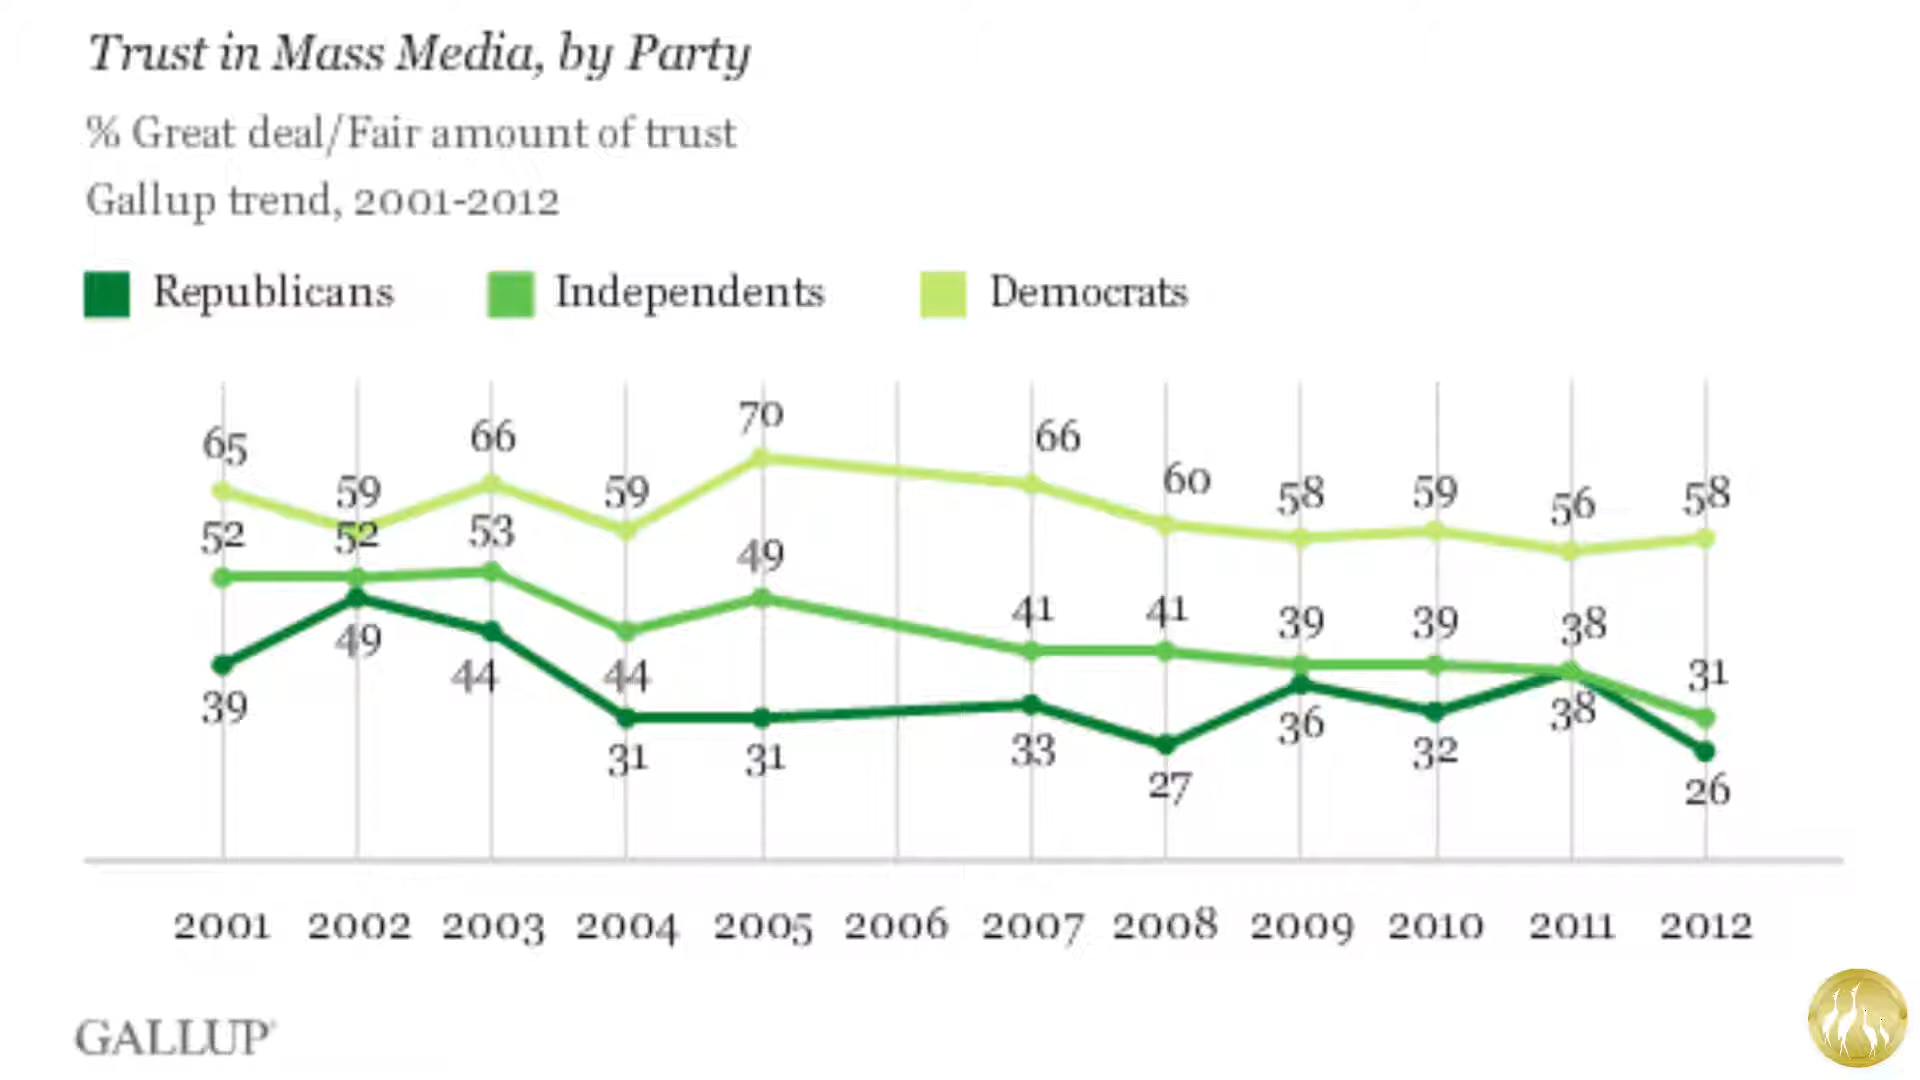 Trust in Mass Media, by Party
% Great deal/Fair amount of trust
Gallup trend, 2001-2012
Republicans Independents Democrats
65 59 66 59 70 66 60 58 59 56 58
52 52 53 44 49 41 41 39 39 38 31
39 49 44 31 31 33 27 36 32 38 26
2001 2002 2003 2004 2005 2006 2007 2008 2009 2010 2011 2012
GALLUP